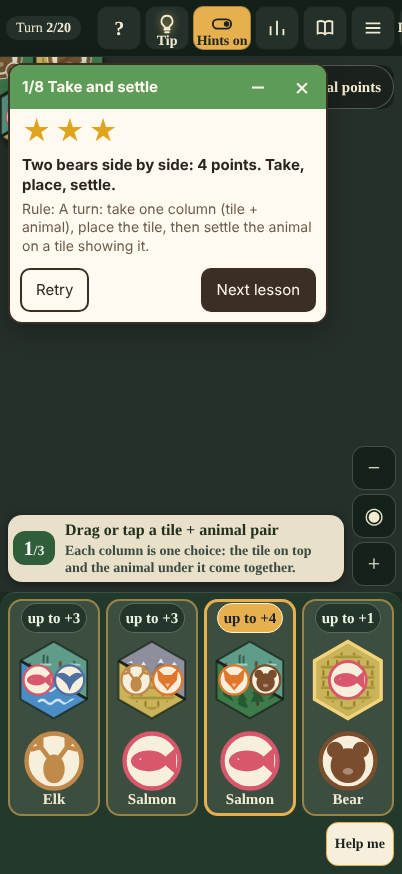 Turn 2/20
?
Tip
Hints on
1/8 Take and settle
al points
Two bears side by side: 4 points. Take,
place, settle.
Rule: A turn: take one column (tile +
animal), place the tile, then settle the animal
on a tile showing it.
Retry
Next lesson
1/3
Drag or tap a tile + animal pair
Each column is one choice: the tile on top
and the animal under it come together.
up to +3
up to +3
up to +4
up to +1
Elk
Salmon
Salmon
Bear
Help me